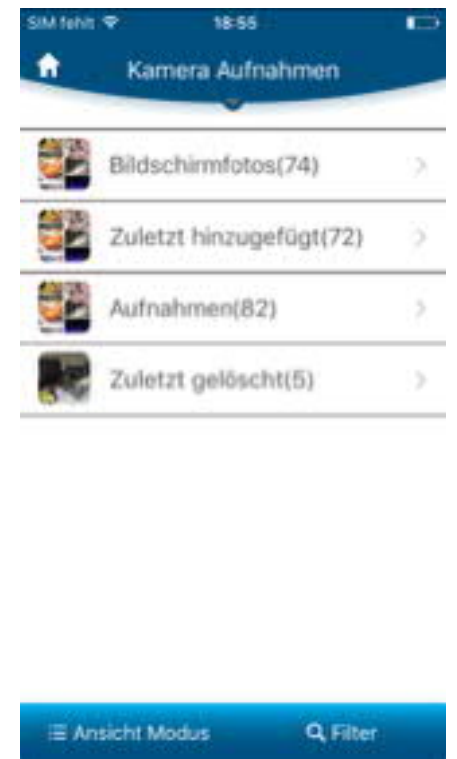 SIM fehlt 18:55
Kamera Aufnahmen
Bildschirmfotos(74)
Zuletzt hinzugefügt(72)
Aufnahmen(82)
Zuletzt gelöscht(5)
Ansicht Modus Filter